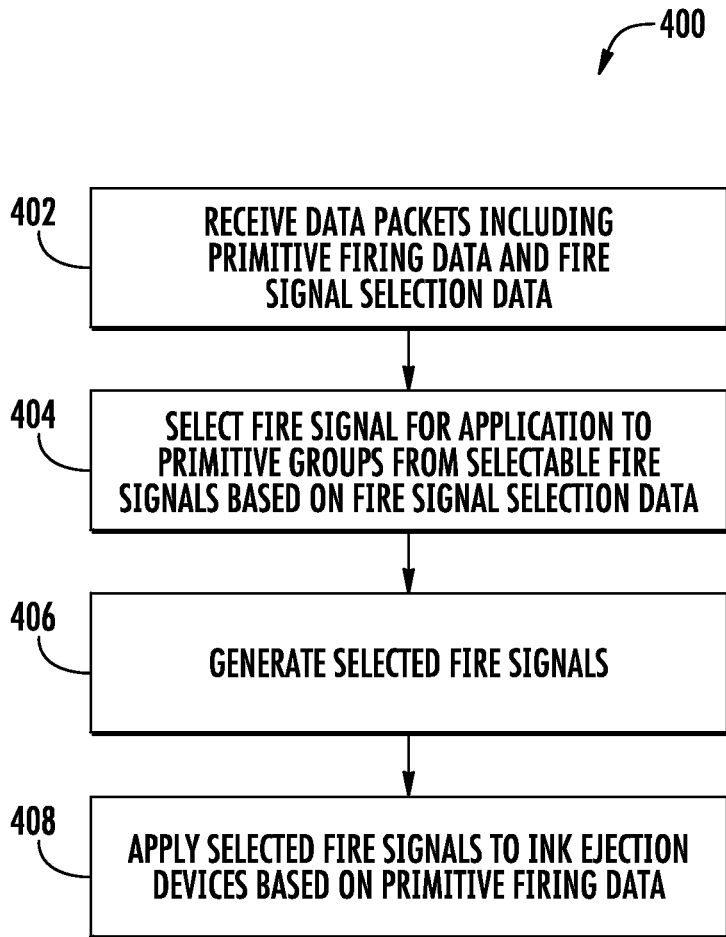 400
402
RECEIVE DATA PACKETS INCLUDING
PRIMITIVE FIRING DATA AND FIRE
SIGNAL SELECTION DATA
404
SELECT FIRE SIGNAL FOR APPLICATION TO
PRIMITIVE GROUPS FROM SELECTABLE FIRE
SIGNALS BASED ON FIRE SIGNAL SELECTION DATA
406
GENERATE SELECTED FIRE SIGNALS
408
APPLY SELECTED FIRE SIGNALS TO INK EJECTION
DEVICES BASED ON PRIMITIVE FIRING DATA